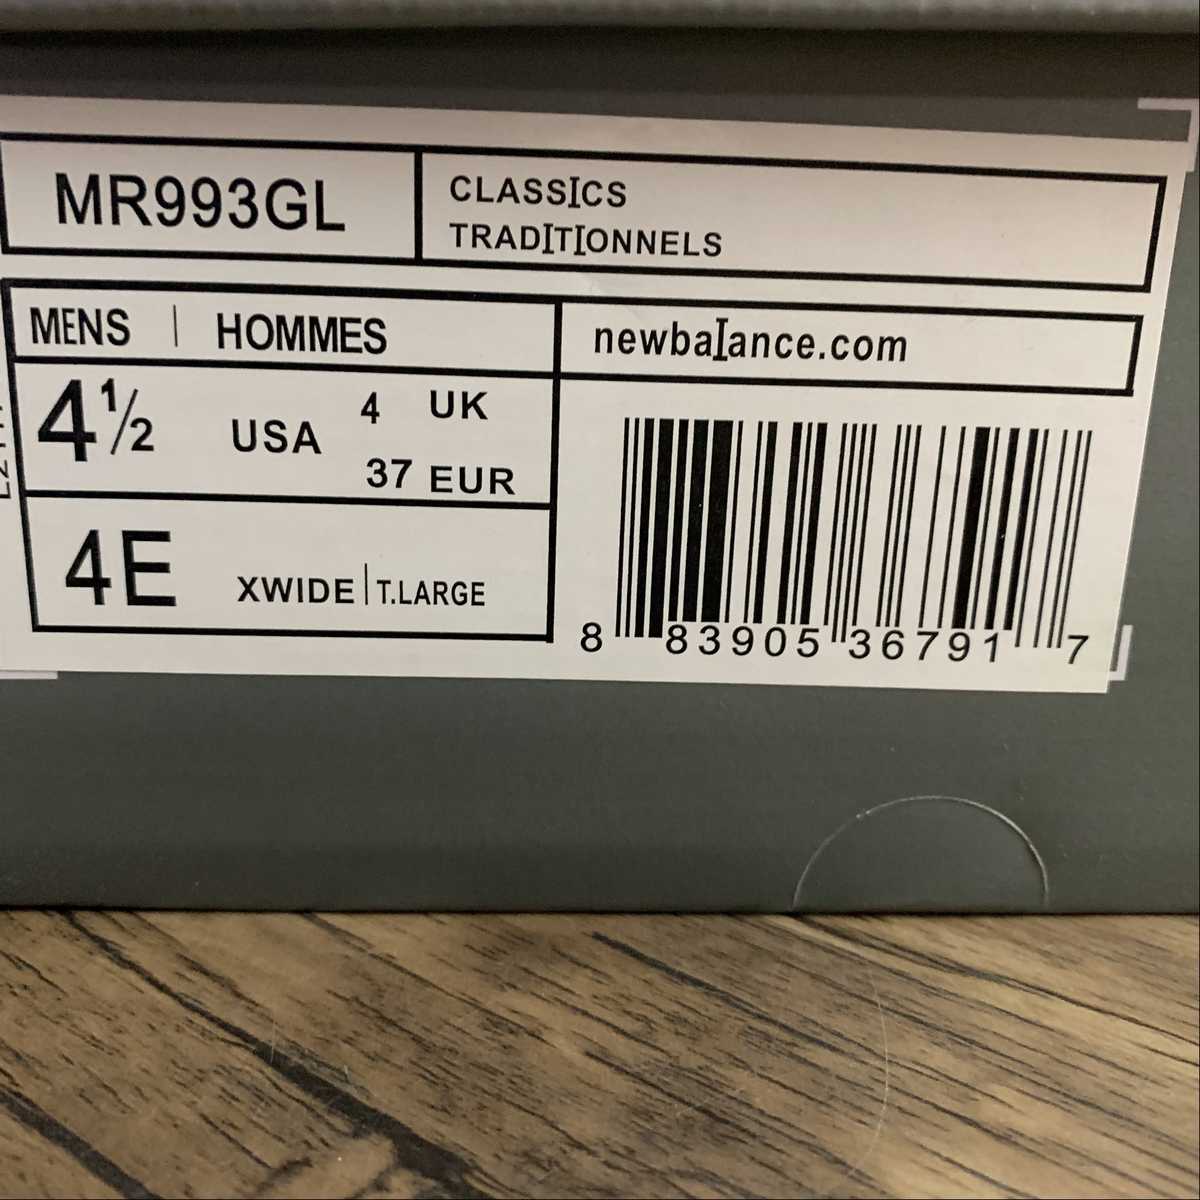 MR993GL
CLASSICS
TRADITIONNELS
MENS | HOMMES
newbalance.com
4½ USA
4 UK
37 EUR
4E XWIDE | T.LARGE
8 83905 36791 7